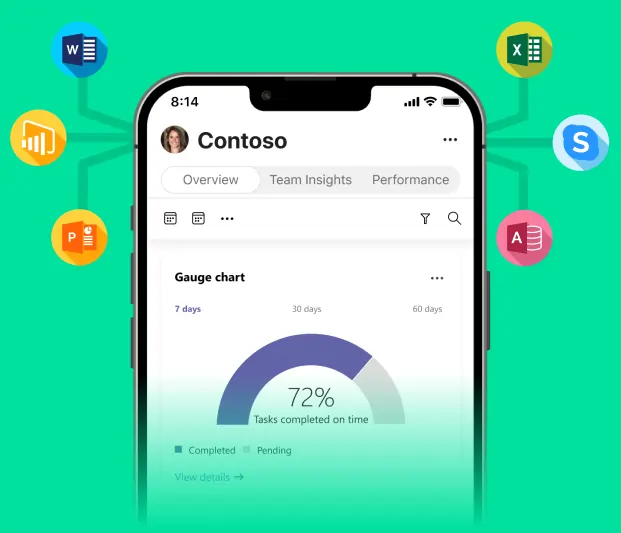 8:14
Contoso
Overview Team Insights Performance
Gauge chart
7 days 30 days 60 days
72%
Tasks completed on time
Completed Pending
View details →
W
X
S
P
A